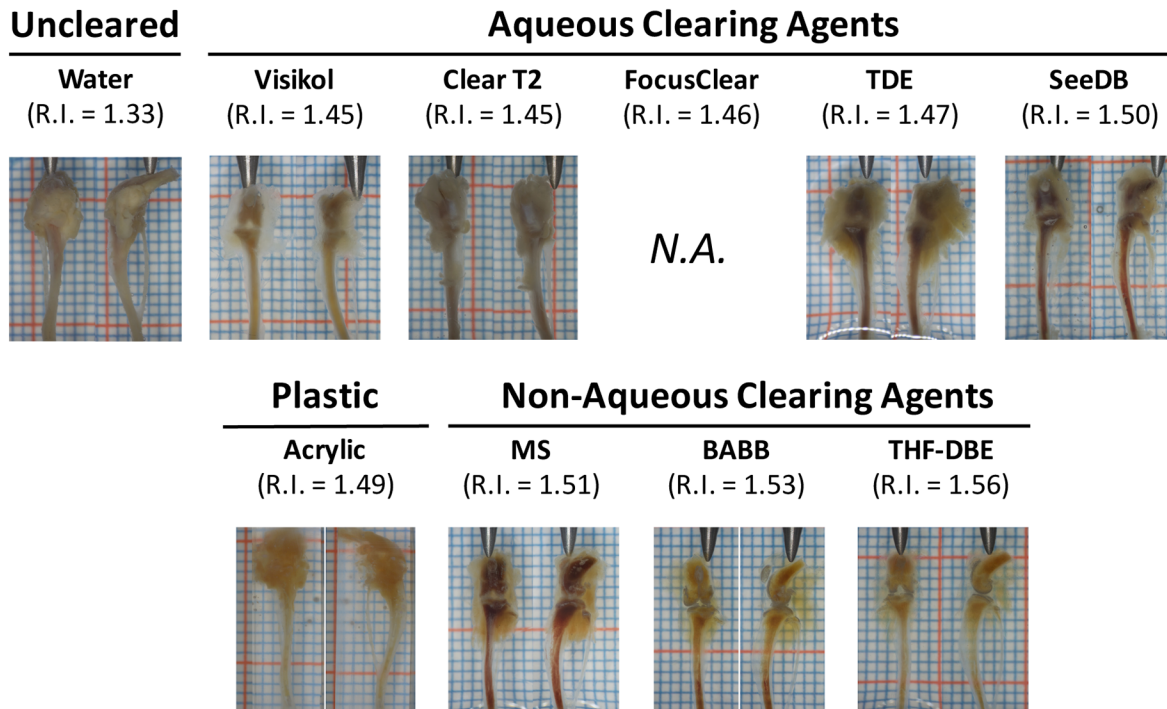 Uncleared
Aqueous Clearing Agents
Water
(R.I. = 1.33)
Visikol
(R.I. = 1.45)
Clear T2
(R.I. = 1.45)
FocusClear
(R.I. = 1.46)
TDE
(R.I. = 1.47)
SeeDB
(R.I. = 1.50)
N.A.
Plastic
Non-Aqueous Clearing Agents
Acrylic
(R.I. = 1.49)
MS
(R.I. = 1.51)
BABB
(R.I. = 1.53)
THF-DBE
(R.I. = 1.56)